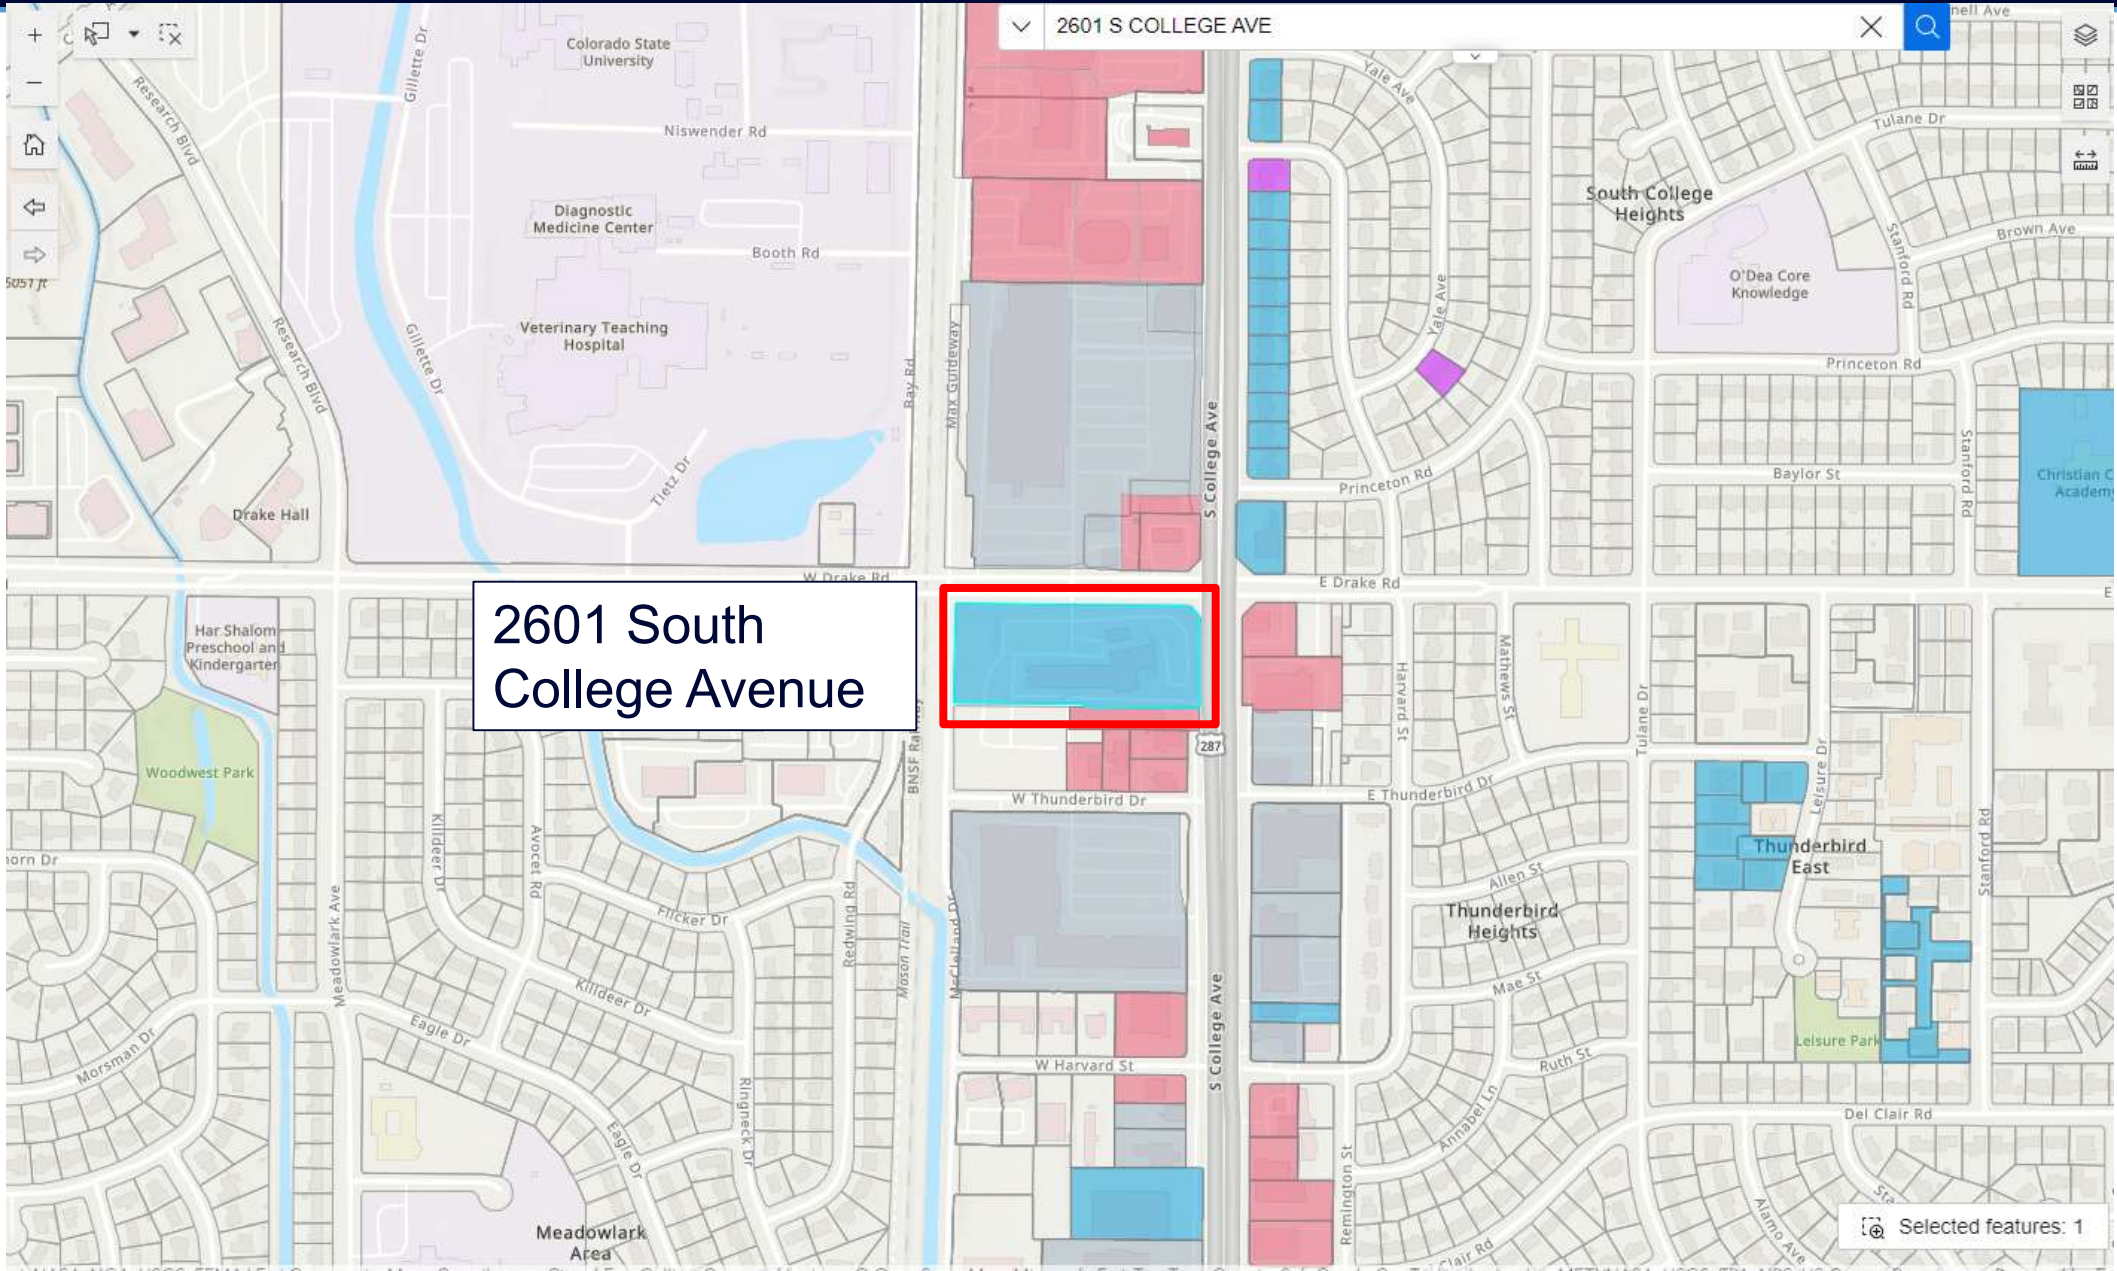 2601 S COLLEGE AVE
Colorado State
University
Gillette Dr
Research Blvd
Niswender Rd
Yale Ave
Tulane Dr
South College
Heights
Diagnostic
Medicine Center
Booth Rd
Stanford Rd
Brown Ave
O'Dea Core
Knowledge
5051 ft
Veterinary Teaching
Hospital
Gillette Dr
Research Blvd
Bay Rd
Max Guideway
Yale Ave
Princeton Rd
S College Ave
Tietz Dr
Princeton Rd
Baylor St
Stanford Rd
Christian C
Academy
Drake Hall
W Drake Rd
E Drake Rd
E
2601 South
College Avenue
Har Shalom
Preschool and
Kindergarten
Harvard St
Mathews St
Tulane Dr
287
Woodwest Park
W Thunderbird Dr
E Thunderbird Dr
Leisure Dr
Killdeer Dr
Avocet Rd
Thunderbird
East
Stanford Rd
Allen St
Meadowlark Ave
Flicker Dr
Redwing Rd
Mason Trail
McClelland Dr
Thunderbird
Heights
Killdeer Dr
Mae St
Eagle Dr
S College Ave
Morsman Dr
Leisure Park
W Harvard St
Ruth St
Ringneck Dr
Annabel Ln
Del Clair Rd
Eagle Dr
Remington St
Meadowlark
Area
Alamo Ave
Clair Rd
Selected features: 1